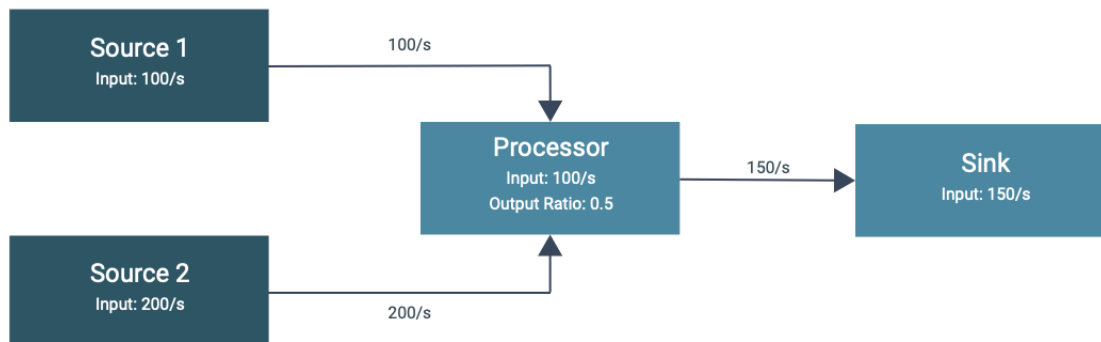 Source 1
Input: 100/s
100/s
Processor
Input: 100/s
Output Ratio: 0.5
150/s
Sink
Input: 150/s
Source 2
Input: 200/s
200/s